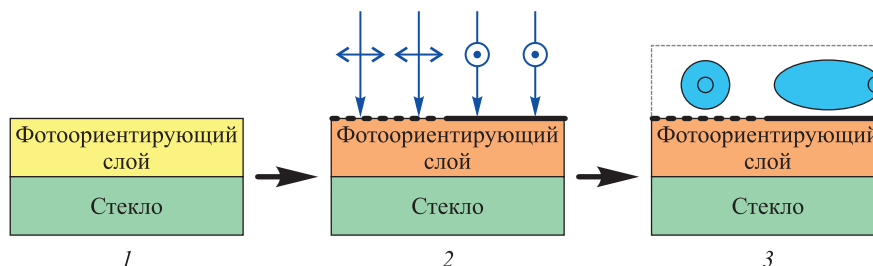 Фотоориентирующий
слой
Стекло
1
Фотоориентирующий
слой
Стекло
2
Фотоориентирующий
слой
Стекло
3